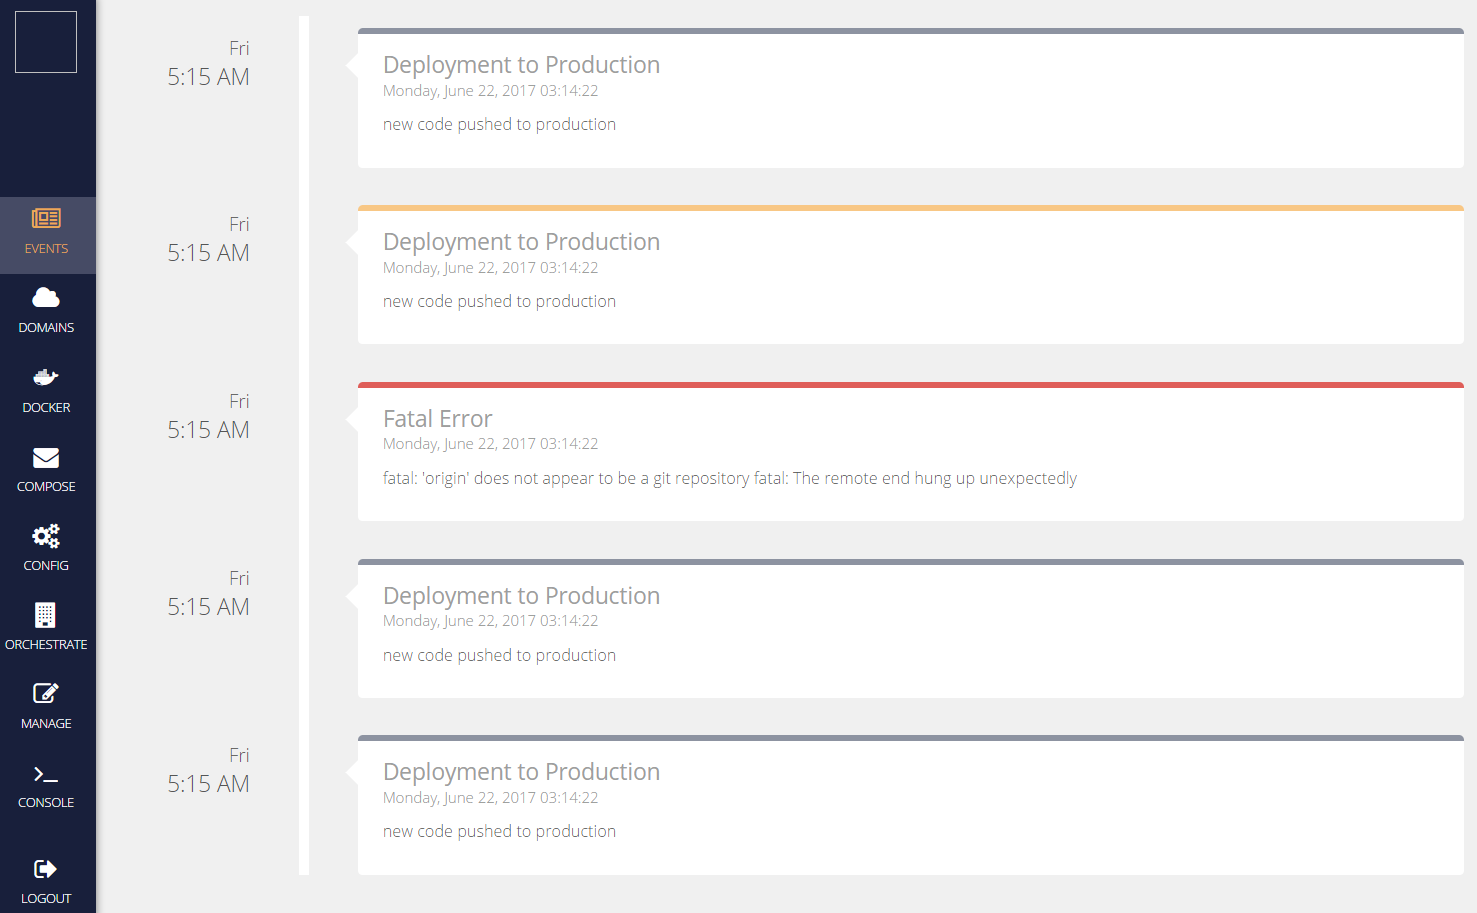 EVENTS
DOMAINS
DOCKER
COMPOSE
CONFIG
ORCHESTRATE
MANAGE
CONSOLE
LOGOUT
Fri
5:15 AM
Deployment to Production
Monday, June 22, 2017 03:14:22
new code pushed to production
Fri
5:15 AM
Deployment to Production
Monday, June 22, 2017 03:14:22
new code pushed to production
Fri
5:15 AM
Fatal Error
Monday, June 22, 2017 03:14:22
fatal: 'origin' does not appear to be a git repository fatal: The remote end hung up unexpectedly
Fri
5:15 AM
Deployment to Production
Monday, June 22, 2017 03:14:22
new code pushed to production
Fri
5:15 AM
Deployment to Production
Monday, June 22, 2017 03:14:22
new code pushed to production